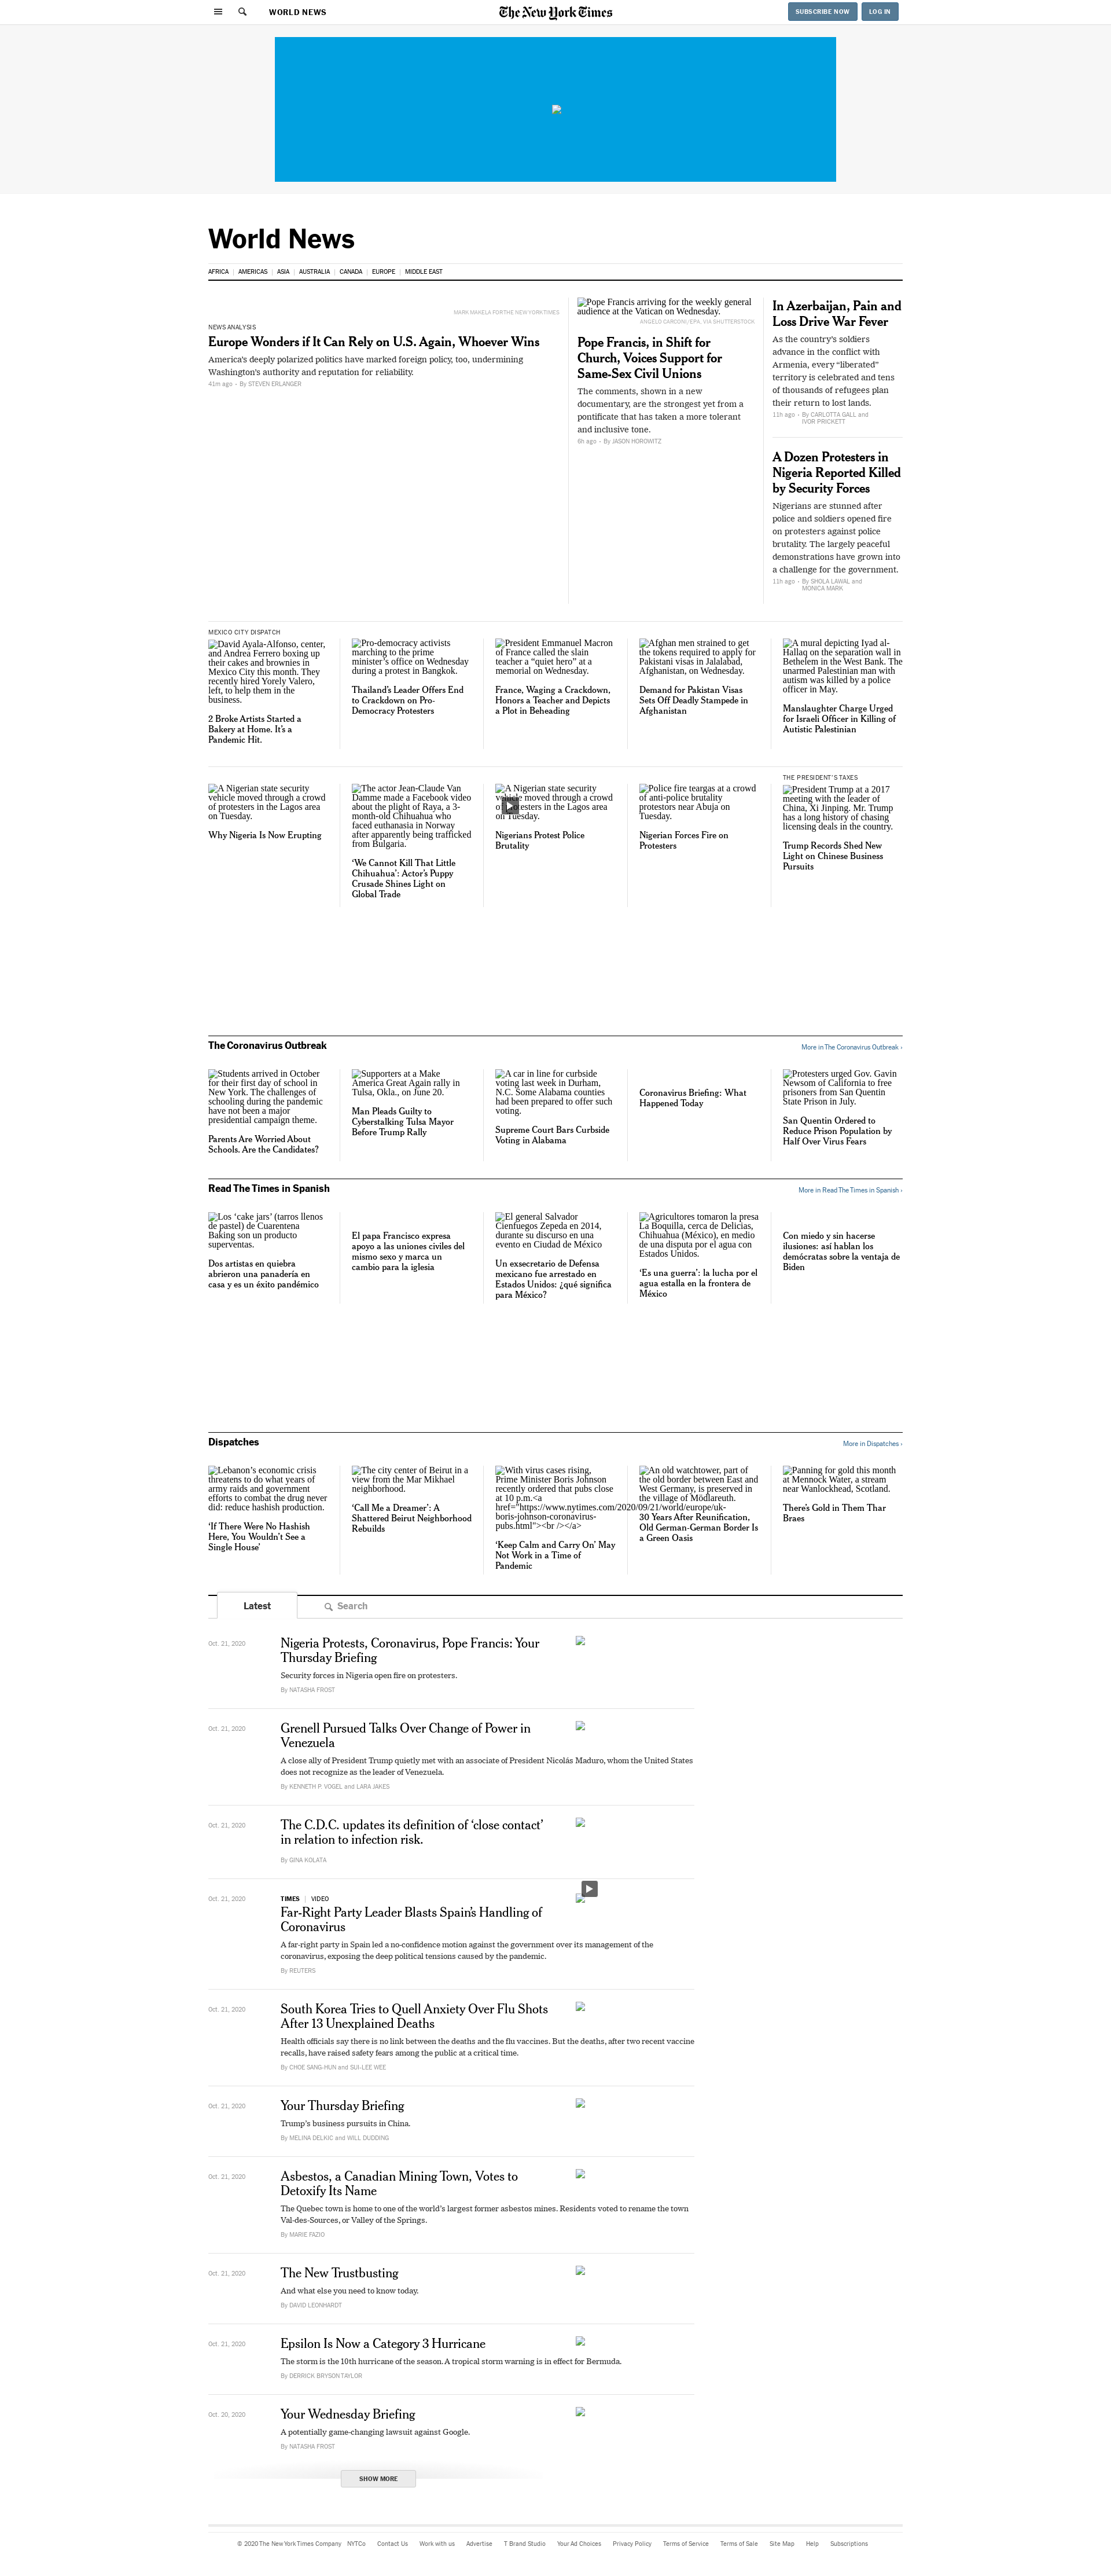 WORLD NEWS
The New York Times
SUBSCRIBE NOW
LOG IN
World News
AFRICA
AMERICAS
ASIA
AUSTRALIA
CANADA
EUROPE
MIDDLE EAST
MARA MAKELA FOR THE NEW YORK TIMES
NEWS ANALYSIS
Europe Wonders if It Can Rely on U.S. Again, Whoever Wins
America's deeply polarized politics have marked foreign policy, too, undermining
Washington's authority and reputation for reliability.
41m ago • By STEVEN ERLANGER
Pope Francis arriving for the weekly general
audience at the Vatican on Wednesday.
ANGELO CARCONI/EPA, VIA SHUTTERSTOCK
Pope Francis, in Shift for
Church, Voices Support for
Same-Sex Civil Unions
The comments, shown in a new
documentary, are the strongest yet from a
pontificate that has taken a more tolerant
and inclusive tone.
6h ago • By JASON HOROWITZ
In Azerbaijan, Pain and
Loss Drive War Fever
As the country's soldiers
advance in the conflict with
Armenia, every "liberated"
territory is celebrated and tens
of thousands of refugees plan
their return to lost lands.
11h ago • By CARLOTTA GALL and
IVOR PRICKETT
A Dozen Protesters in
Nigeria Reported Killed
by Security Forces
Nigerians are stunned after
police and soldiers opened fire
on protesters against police
brutality. The largely peaceful
demonstrations have grown into
a challenge for the government.
11h ago • By SHOLA LAWAL and
MONICA MARK
MEXICO CITY DISPATCH
David Ayala-Alfonso, center,
and Andrea Ferrero boxing up
their cakes and brownies in
Mexico City this month. They
recently hired Yorely Valero,
left, to help them in the
business.
2 Broke Artists Started a
Bakery at Home. It's a
Pandemic Hit.
Pro-democracy activists
marching to the prime
minister's office on Wednesday
during a protest in Bangkok.
Thailand's Leader Offers End
to Crackdown on Pro-
Democracy Protesters
President Emmanuel Macron
of France called the slain
teacher a "quiet hero" at a
memorial on Wednesday.
France, Waging a Crackdown,
Honors a Teacher and Depicts
a Plot in Beheading
Afghan men strained to get
the tokens required to apply for
Pakistani visas in Jalalabad,
Afghanistan, on Wednesday.
Demand for Pakistan Visas
Sets Off Deadly Stampede in
Afghanistan
A mural depicting Iyad al-
Hallaq on the separation wall in
Bethelem in the West Bank. The
unarmed Palestinian man with
autism was killed by a police
officer in May.
Manslaughter Charge Urged
for Israeli Officer in Killing of
Autistic Palestinian
A Nigerian state security
vehicle moved through a crowd
of protesters in the Lagos area
on Tuesday.
Why Nigeria Is Now Erupting
The actor Jean-Claude Van
Damme made a Facebook video
about the plight of Raya, a 3-
month-old Chihuahua who
faced euthanasia in Norway
after apparently being trafficked
from Bulgaria.
'We Cannot Kill That Little
Chihuahua': Actor's Puppy
Crusade Shines Light on
Global Trade
A Nigerian state security
vehicle moved through a crowd
of protesters in the Lagos area
on Tuesday.
Nigerians Protest Police
Brutality
Police fire teargas at a crowd
of anti-police brutality
protestors near Abuja on
Tuesday.
Nigerian Forces Fire on
Protesters
THE PRESIDENT'S TAXES
President Trump at a 2017
meeting with the leader of
China, Xi Jinping. Mr. Trump
has a long history of chasing
licensing deals in the country.
Trump Records Shed New
Light on Chinese Business
Pursuits
The Coronavirus Outbreak
More in The Coronavirus Outbreak ›
Students arrived in October
for their first day of school in
New York. The challenges of
schooling during the pandemic
have not been a major
presidential campaign theme.
Parents Are Worried About
Schools. Are the Candidates?
Supporters at a Make
America Great Again rally in
Tulsa, Okla., on June 20.
Man Pleads Guilty to
Cyberstalking Tulsa Mayor
Before Trump Rally
A car in line for curbside
voting last week in Durham,
N.C. Some Alabama counties
had been prepared to offer such
voting.
Supreme Court Bars Curbside
Voting in Alabama
Coronavirus Briefing: What
Happened Today
Protesters urged Gov. Gavin
Newsom of California to free
prisoners from San Quentin
State Prison in July.
San Quentin Ordered to
Reduce Prison Population by
Half Over Virus Fears
Read The Times in Spanish
More in Read The Times in Spanish ›
Los 'cake jars' (tarros llenos
de pastel) de Cuarentena
Baking son un producto
superventas.
Dos artistas en quiebra
abrieron una panadería en
casa y es un éxito pandémico
El papa Francisco expresa
apoyo a las uniones civiles del
mismo sexo y marca un
cambio para la iglesia
El general Salvador
Cienfuegos Zepeda en 2014,
durante su discurso en una
evento en Ciudad de México
Un exsecretario de Defensa
mexicano fue arrestado en
Estados Unidos: ¿qué significa
para México?
Agricultores tomaron la presa
La Boquilla, cerca de Delicias,
Chihuahua (México), en medio
de una disputa por el agua con
Estados Unidos.
'Es una guerra': la lucha por el
agua estalla en la frontera de
México
Con miedo y sin hacerse
ilusiones: así hablan los
demócratas sobre la ventaja de
Biden
Dispatches
More in Dispatches ›
Lebanon's economic crisis
threatens to do what years of
army raids and government
efforts to combat the drug never
did: reduce hashish production.
'If There Were No Hashish
Here, You Wouldn't See a
Single House'
The city center of Beirut in a
view from the Mar Mikhael
neighborhood.
'Call Me a Dreamer': A
Shattered Beirut Neighborhood
Rebuilds
With virus cases rising,
Prime Minister Boris Johnson
recently ordered that pubs close
at 10 p.m.<a
href="https://www.nytimes.com/2020/09/21/world/europe/uk-
boris-johnson-coronavirus-
pubs.html"><br /></a>
'Keep Calm and Carry On' May
Not Work in a Time of
Pandemic
An old watchtower, part of
the old border between East and
West Germany, is preserved in
the village of Mödlareuth.
30 Years After Reunification,
Old German-German Border Is
a Green Oasis
Panning for gold this month
at Mennock Water, a stream
near Wanlockhead, Scotland.
There's Gold in Them Thar
Braes
Latest
Search
Oct. 21, 2020
Nigeria Protests, Coronavirus, Pope Francis: Your
Thursday Briefing
Security forces in Nigeria open fire on protesters.
By NATASHA FROST
Oct. 21, 2020
Grenell Pursued Talks Over Change of Power in
Venezuela
A close ally of President Trump quietly met with an associate of President Nicolás Maduro, whom the United States
does not recognize as the leader of Venezuela.
By KENNETH P. VOGEL and LARA JAKES
Oct. 21, 2020
The C.D.C. updates its definition of 'close contact'
in relation to infection risk.
By GINA KOLATA
Oct. 21, 2020
TIMES | VIDEO
Far-Right Party Leader Blasts Spain's Handling of
Coronavirus
A far-right party in Spain led a no-confidence motion against the government over its management of the
coronavirus, exposing the deep political tensions caused by the pandemic.
By REUTERS
Oct. 21, 2020
South Korea Tries to Quell Anxiety Over Flu Shots
After 13 Unexplained Deaths
Health officials say there is no link between the deaths and the flu vaccines. But the deaths, after two recent vaccine
recalls, have raised safety fears among the public at a critical time.
By CHOE SANG-HUN and SUI-LEE WEE
Oct. 21, 2020
Your Thursday Briefing
Trump's business pursuits in China.
By MELINA DELKIC and WILL DUDDING
Oct. 21, 2020
Asbestos, a Canadian Mining Town, Votes to
Detoxify Its Name
The Quebec town is home to one of the world's largest former asbestos mines. Residents voted to rename the town
Val-des-Sources, or Valley of the Springs.
By MARIE FAZIO
Oct. 21, 2020
The New Trustbusting
And what else you need to know today.
By DAVID LEONHARDT
Oct. 21, 2020
Epsilon Is Now a Category 3 Hurricane
The storm is the 10th hurricane of the season. A tropical storm warning is in effect for Bermuda.
By DERRICK BRYSON TAYLOR
Oct. 20, 2020
Your Wednesday Briefing
A potentially game-changing lawsuit against Google.
By NATASHA FROST
SHOW MORE
© 2020 The New York Times Company
NYTCo
Contact Us
Work with us
Advertise
T Brand Studio
Your Ad Choices
Privacy Policy
Terms of Service
Terms of Sale
Site Map
Help
Subscriptions